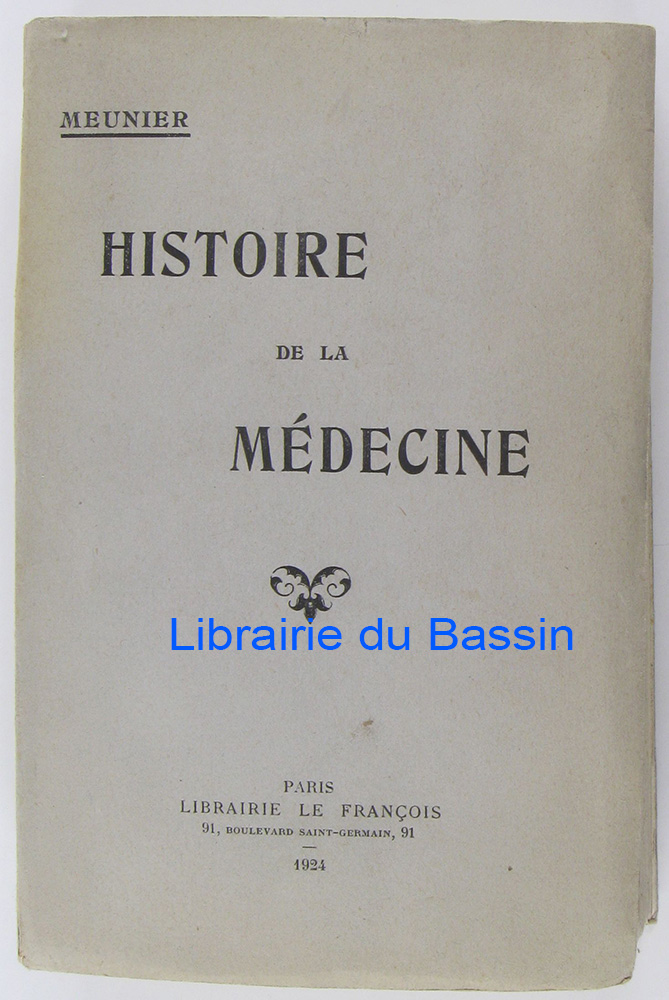 MEUNIER
HISTOIRE
DE LA
MÉDECINE
Librairie du Bassin
PARIS
LIBRAIRIE LE FRANÇOIS
91, BOULEVARD SAINT-GERMAIN, 91
1924